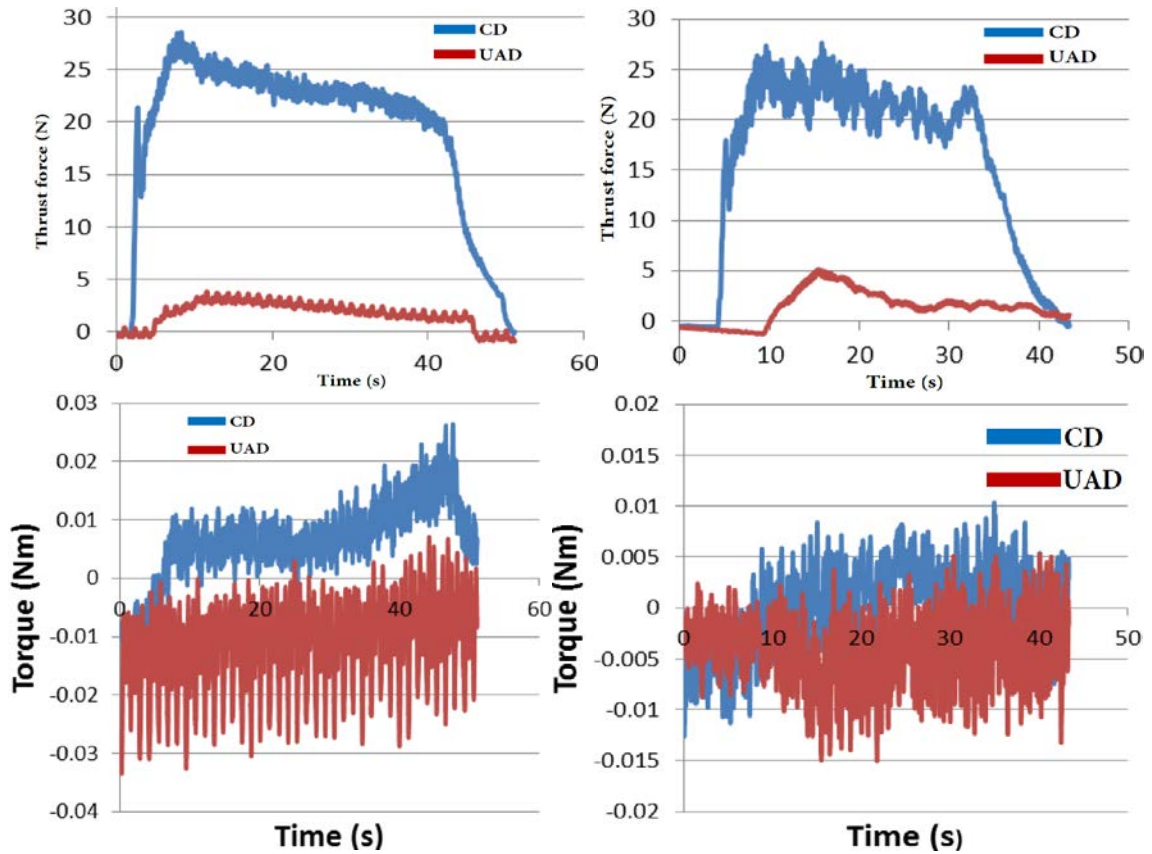 30
25
20
15
10
5
0
Thrust force (N)
CD
UAD
0 20 40 60
Time (s)
30
25
20
15
10
5
0
Thrust force (N)
CD
UAD
0 10 20 30 40 50
Time (s)
0.03
0.02
0.01
0
-0.01
-0.02
-0.03
-0.04
Torque (Nm)
CD
UAD
0 20 40 60
Time (s)
0.02
0.015
0.01
0.005
0
-0.005
-0.01
-0.015
-0.02
Torque (Nm)
CD
UAD
0 10 20 30 40 50
Time (s)